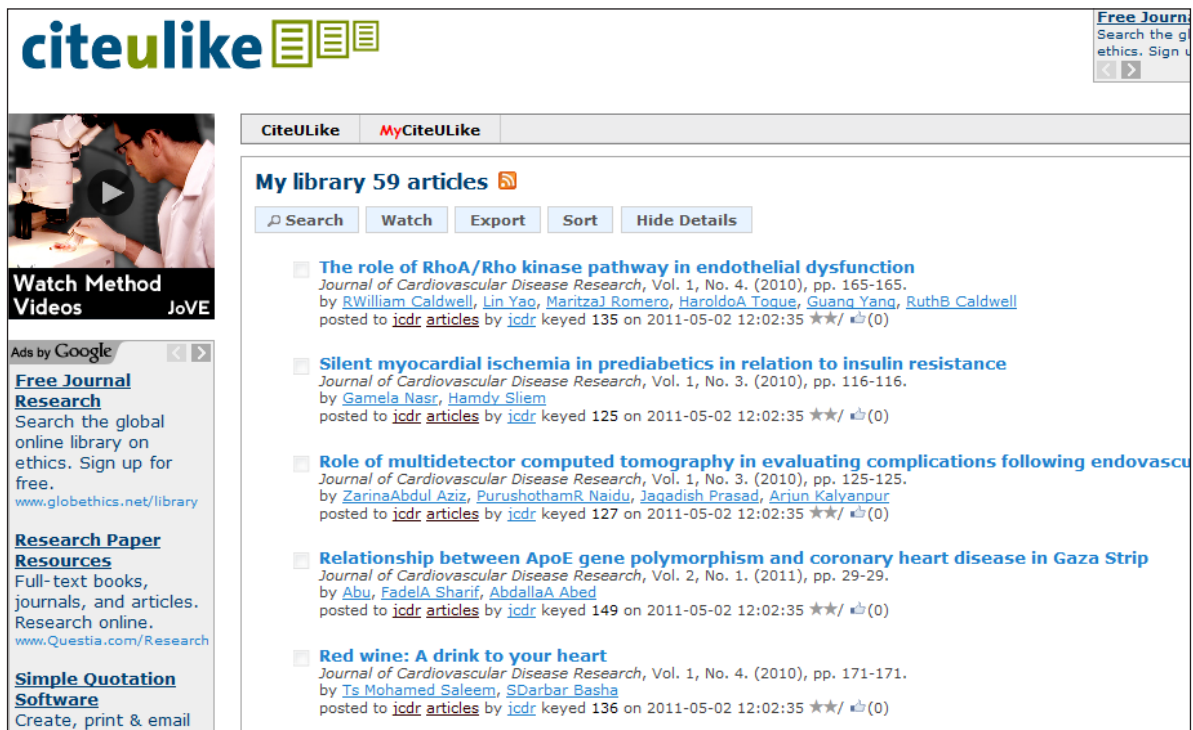 citeulike
Free Journa
Search the gl
ethics. Sign u
Watch Method
Videos JoVE
Ads by Google
Free Journal
Research
Search the global
online library on
ethics. Sign up for
free.
www.globethics.net/library
Research Paper
Resources
Full-text books,
journals, and articles.
Research online.
www.Questia.com/Research
Simple Quotation
Software
Create, print & email
CiteULike MyCiteULike
My library 59 articles
Search Watch Export Sort Hide Details
The role of RhoA/Rho kinase pathway in endothelial dysfunction
Journal of Cardiovascular Disease Research, Vol. 1, No. 4. (2010), pp. 165-165.
by RWilliam Caldwell, Lin Yao, MaritzaJ Romero, HaroldoA Toque, Guang Yang, RuthB Caldwell
posted to jcdr articles by jcdr keyed 135 on 2011-05-02 12:02:35 ★★/ (0)
Silent myocardial ischemia in prediabetics in relation to insulin resistance
Journal of Cardiovascular Disease Research, Vol. 1, No. 3. (2010), pp. 116-116.
by Gamela Nasr, Hamdy Sliem
posted to jcdr articles by jcdr keyed 125 on 2011-05-02 12:02:35 ★★/ (0)
Role of multidetector computed tomography in evaluating complications following endovascu
Journal of Cardiovascular Disease Research, Vol. 1, No. 3. (2010), pp. 125-125.
by ZarinaAbdul Aziz, PurushothamR Naidu, Jagadish Prasad, Arjun Kalyanpur
posted to jcdr articles by jcdr keyed 127 on 2011-05-02 12:02:35 ★★/ (0)
Relationship between ApoE gene polymorphism and coronary heart disease in Gaza Strip
Journal of Cardiovascular Disease Research, Vol. 2, No. 1. (2011), pp. 29-29.
by Abu, FadelA Sharif, AbdallaA Abed
posted to jcdr articles by jcdr keyed 149 on 2011-05-02 12:02:35 ★★/ (0)
Red wine: A drink to your heart
Journal of Cardiovascular Disease Research, Vol. 1, No. 4. (2010), pp. 171-171.
by Ts Mohamed Saleem, SDarbar Basha
posted to jcdr articles by jcdr keyed 136 on 2011-05-02 12:02:35 ★★/ (0)